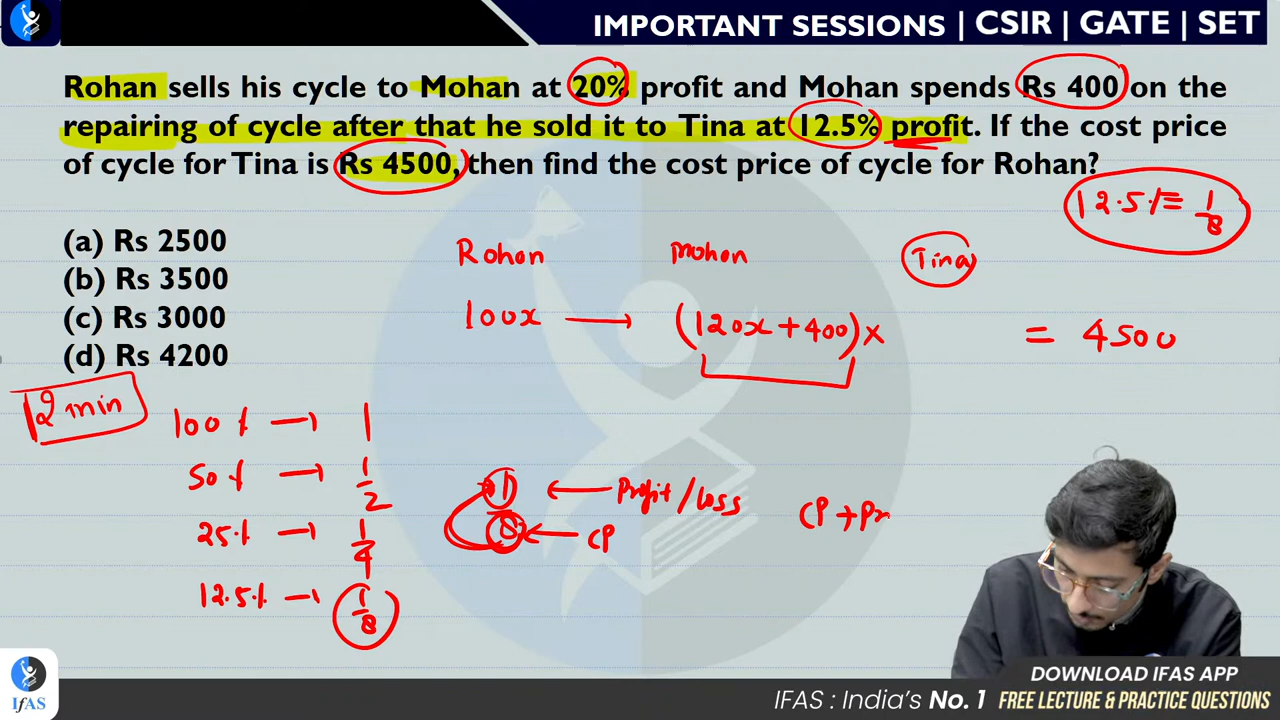 IMPORTANT SESSIONS | CSIR | GATE | SET
Rohan sells his cycle to Mohan at 20% profit and Mohan spends Rs 400 on the
repairing of cycle after that he sold it to Tina at 12.5% profit. If the cost price
of cycle for Tina is Rs 4500, then find the cost price of cycle for Rohan?
12.5% = 1/8
(a) Rs 2500
(b) Rs 3500
(c) Rs 3000
(d) Rs 4200
Rohan Mohan Tina
100x → (120x + 400) x = 4500
2 min
100% → 1
50% → 1/2
25% → 1/4
12.5% → 1/8
1 ← Profit/Loss
8 ← CP
CP + Pr
IFAS
DOWNLOAD IFAS APP
IFAS : India's No. 1 FREE LECTURE & PRACTICE QUESTIONS